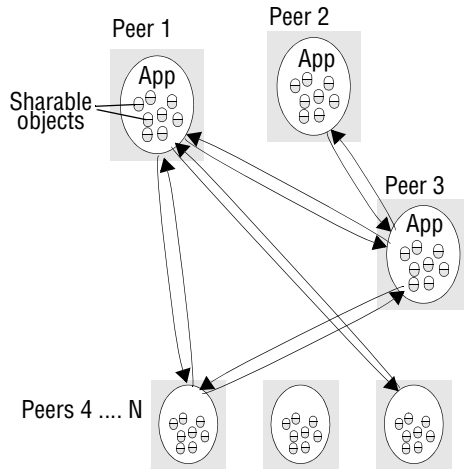 Peer 1
Peer 2
App
App
Sharable
objects
Peer 3
App
Peers 4 .... N